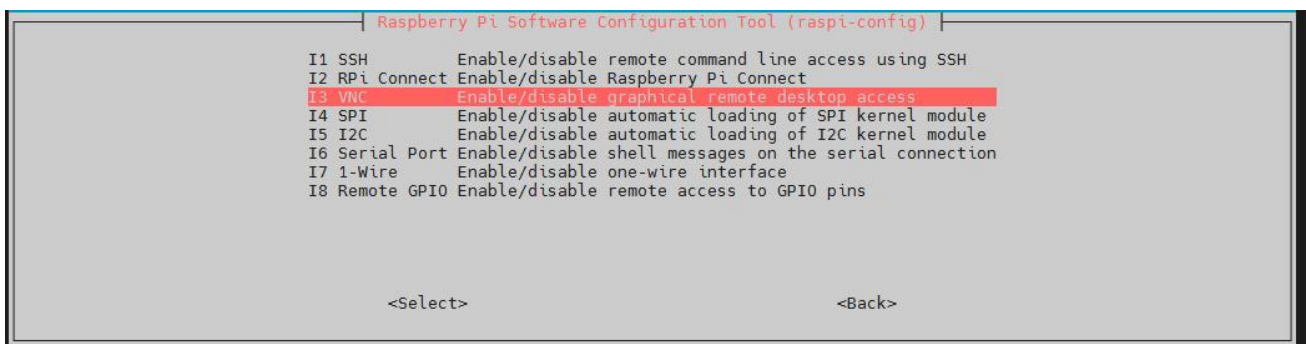 Raspberry Pi Software Configuration Tool (raspi-config)
I1 SSH Enable/disable remote command line access using SSH
I2 RPi Connect Enable/disable Raspberry Pi Connect
I3 VNC Enable/disable graphical remote desktop access
I4 SPI Enable/disable automatic loading of SPI kernel module
I5 I2C Enable/disable automatic loading of I2C kernel module
I6 Serial Port Enable/disable shell messages on the serial connection
I7 1-Wire Enable/disable one-wire interface
I8 Remote GPIO Enable/disable remote access to GPIO pins
<Select> <Back>